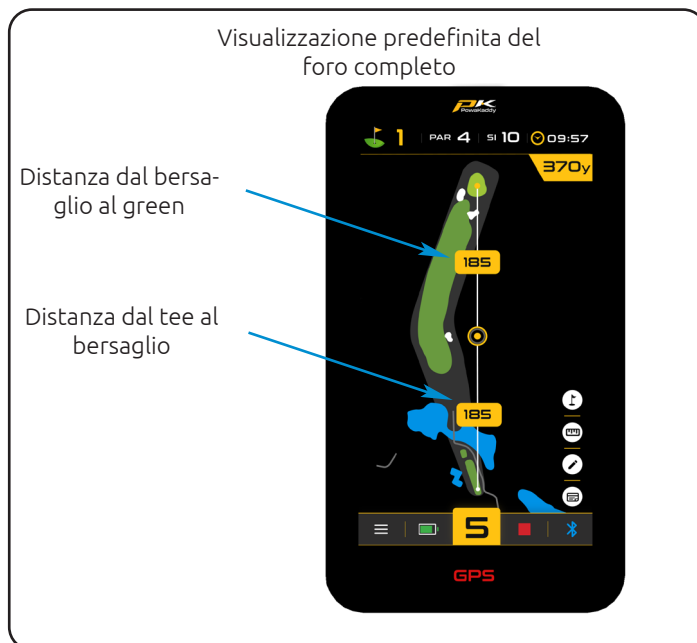 Visualizzazione predefinita del
foro completo
PK
PowaKaddy
1 PAR 4 SI 10 09:57
370y
Distanza dal bersa-
glio al green
185
Distanza dal tee al
bersaglio
185
5
GPS